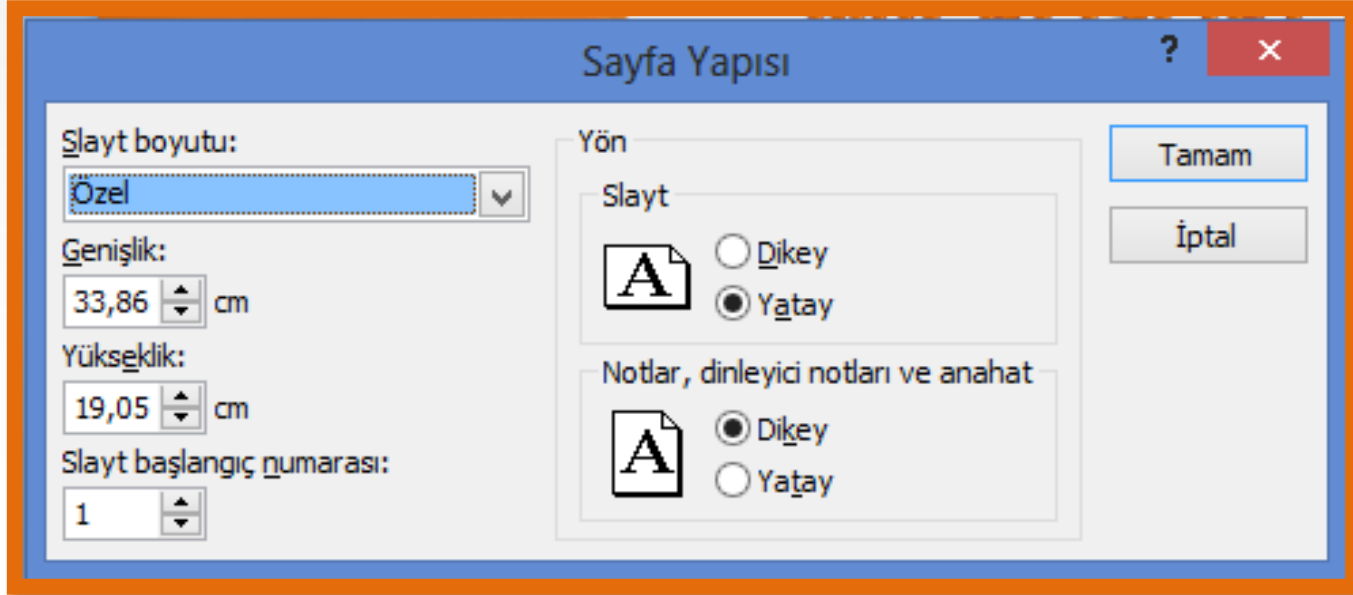 Sayfa Yapısı
?
Slayt boyutu:
Özel
Genişlik:
33,86 cm
Yükseklik:
19,05 cm
Slayt başlangıç numarası:
1
Yön
Slayt
A
Dikey
Yatay
Notlar, dinleyici notları ve anahat
A
Dikey
Yatay
Tamam
İptal